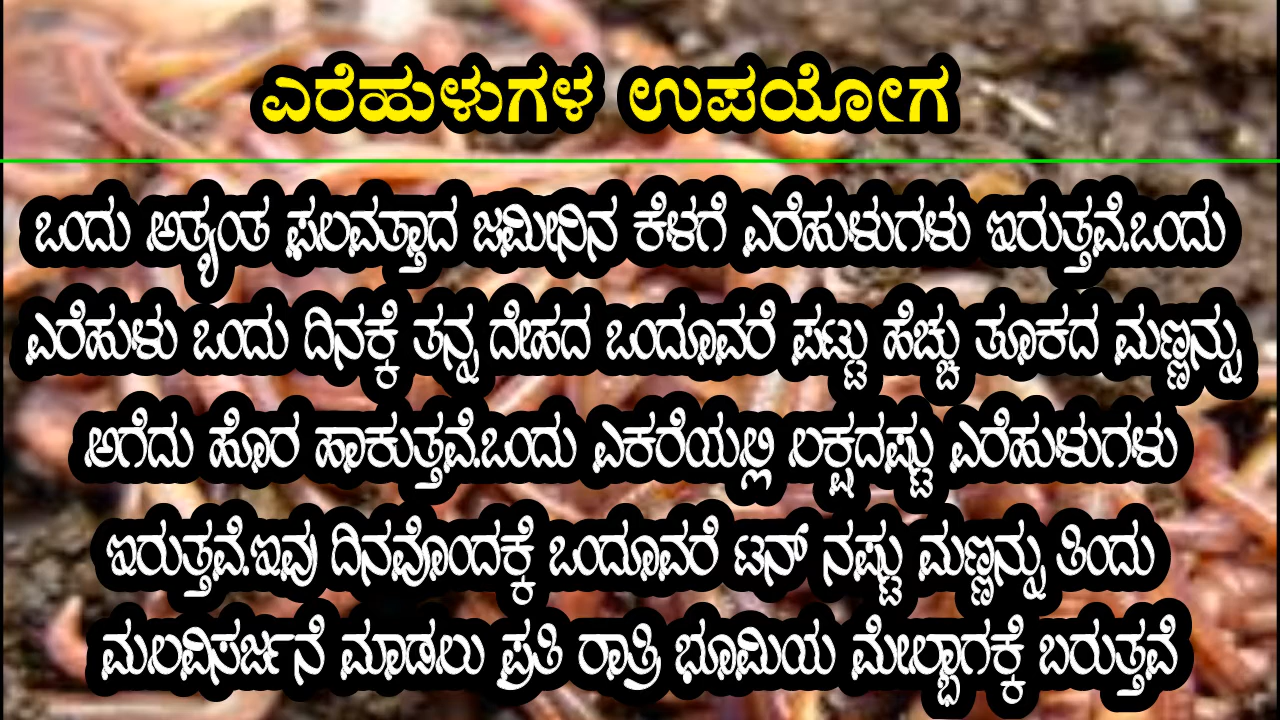 ಎರೆಹುಳುಗಳ ಉಪಯೋಗ
ಒಂದು ಅತ್ಯಂತ ಫಲವತ್ತಾದ ಜಮೀನಿನ ಕೆಳಗೆ ಎರೆಹುಳುಗಳು ಇರುತ್ತವೆ.ಒಂದು
ಎರೆಹುಳು ಒಂದು ದಿನಕ್ಕೆ ತನ್ನ ದೇಹದ ಒಂದೂವರೆ ಪಟ್ಟು ಹೆಚ್ಚು ತೂಕದ ಮಣ್ಣನ್ನು
ಅಗೆದು ಹೊರ ಹಾಕುತ್ತವೆ.ಒಂದು ಎಕರೆಯಲ್ಲಿ ಲಕ್ಷದಷ್ಟು ಎರೆಹುಳುಗಳು
ಇರುತ್ತವೆ.ಇವು ದಿನವೊಂದಕ್ಕೆ ಒಂದೂವರೆ ಟನ್ ನಷ್ಟು ಮಣ್ಣನ್ನು ತಿಂದು
ಮಲವಿಸರ್ಜನೆ ಮಾಡಲು ಪ್ರತಿ ರಾತ್ರಿ ಭೂಮಿಯ ಮೇಲ್ಭಾಗಕ್ಕೆ ಬರುತ್ತವೆ